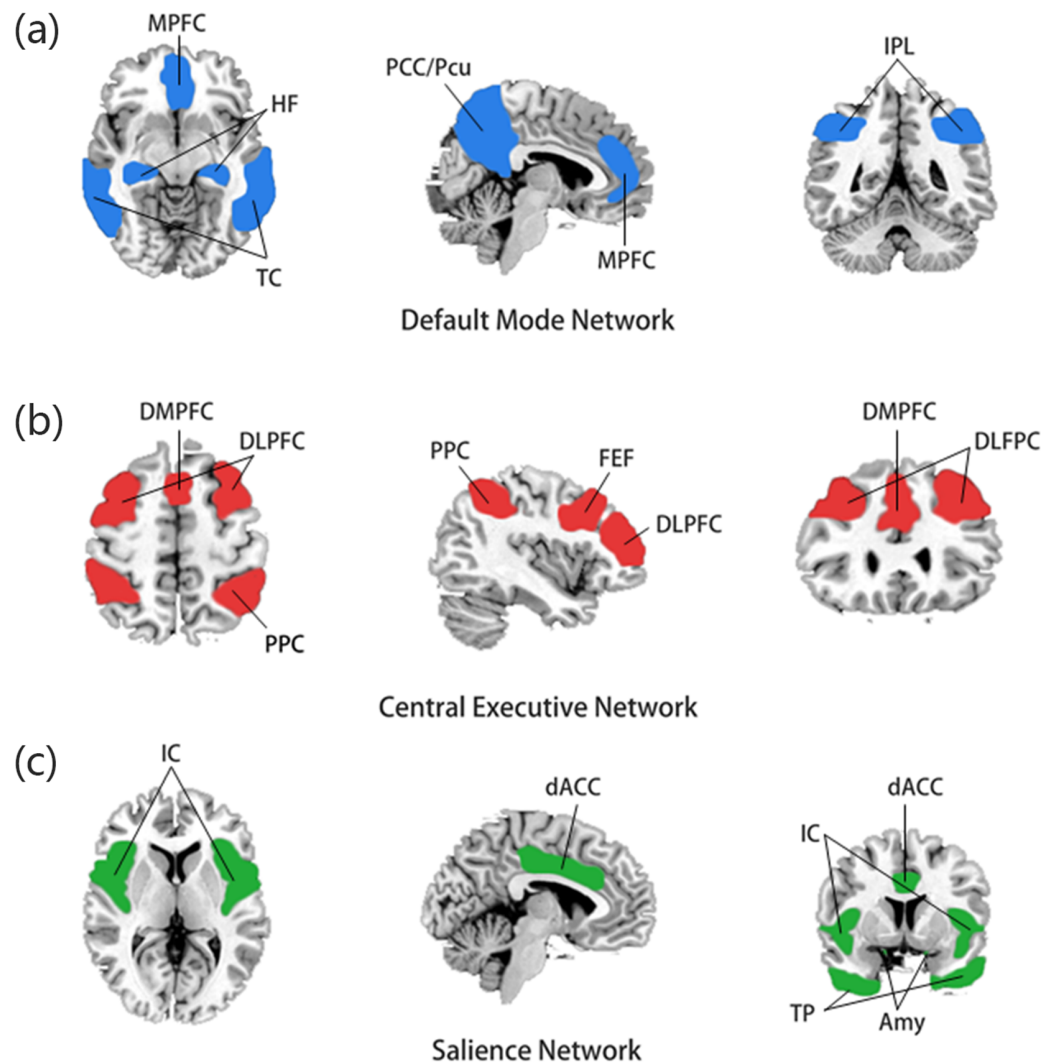 (a)
MPFC
HF
TC
PCC/Pcu
MPFC
IPL
Default Mode Network
(b)
DMPFC
DLPFC
PPC
PPC
FEF
DLPFC
DMPFC
DLFPC
Central Executive Network
(c)
IC
dACC
dACC
IC
TP
Amy
Salience Network